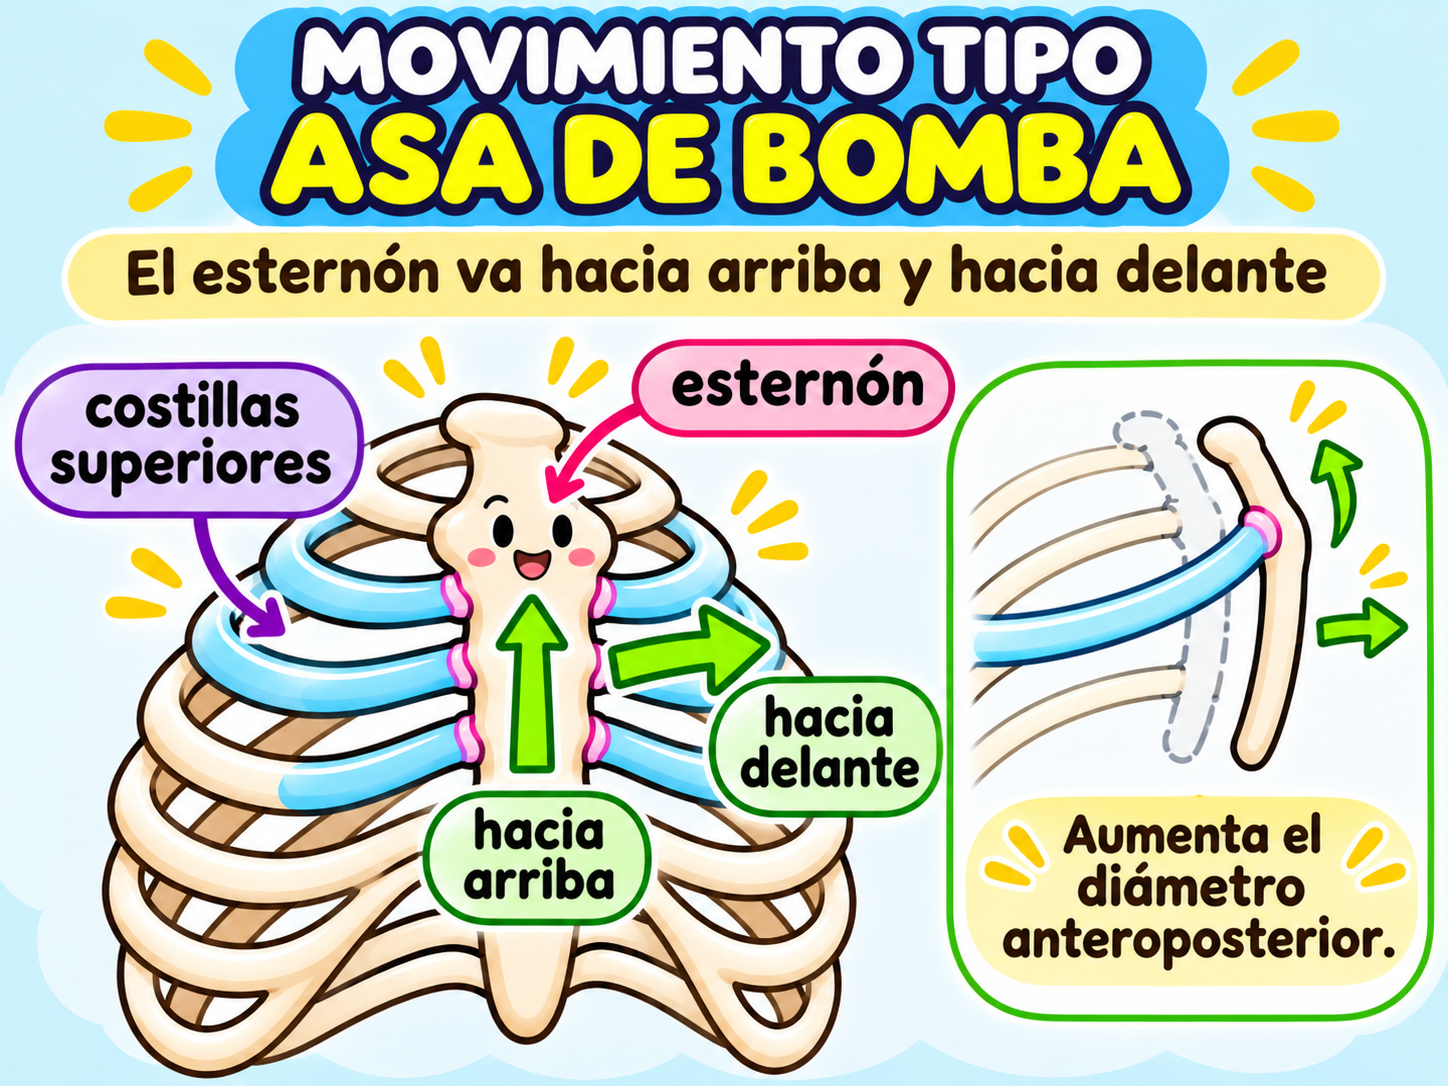 MOVIMIENTO TIPO
ASA DE BOMBA
El esternón va hacia arriba y hacia delante
costillas
superiores
esternón
hacia
delante
hacia
arriba
Aumenta el
diámetro
anteroposterior.